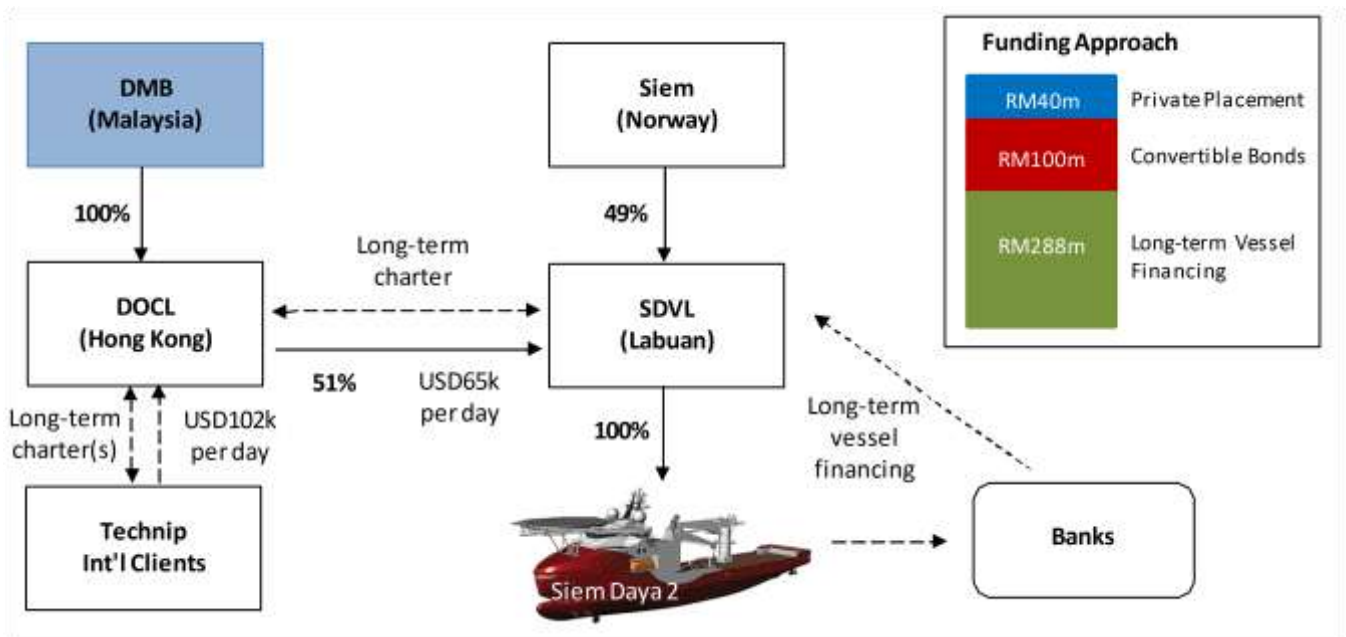 DMB
(Malaysia)
Siem
(Norway)
Funding Approach
RM40m
Private Placement
RM100m
Convertible Bonds
RM288m
Long-term Vessel
Financing
100%
49%
Long-term
charter
DOCL
(Hong Kong)
SDVL
(Labuan)
51%
USD65k
per day
Long-term
charter(s)
USD102k
per day
100%
Long-term
vessel
financing
Technip
Int'l Clients
Siem Daya 2
Banks